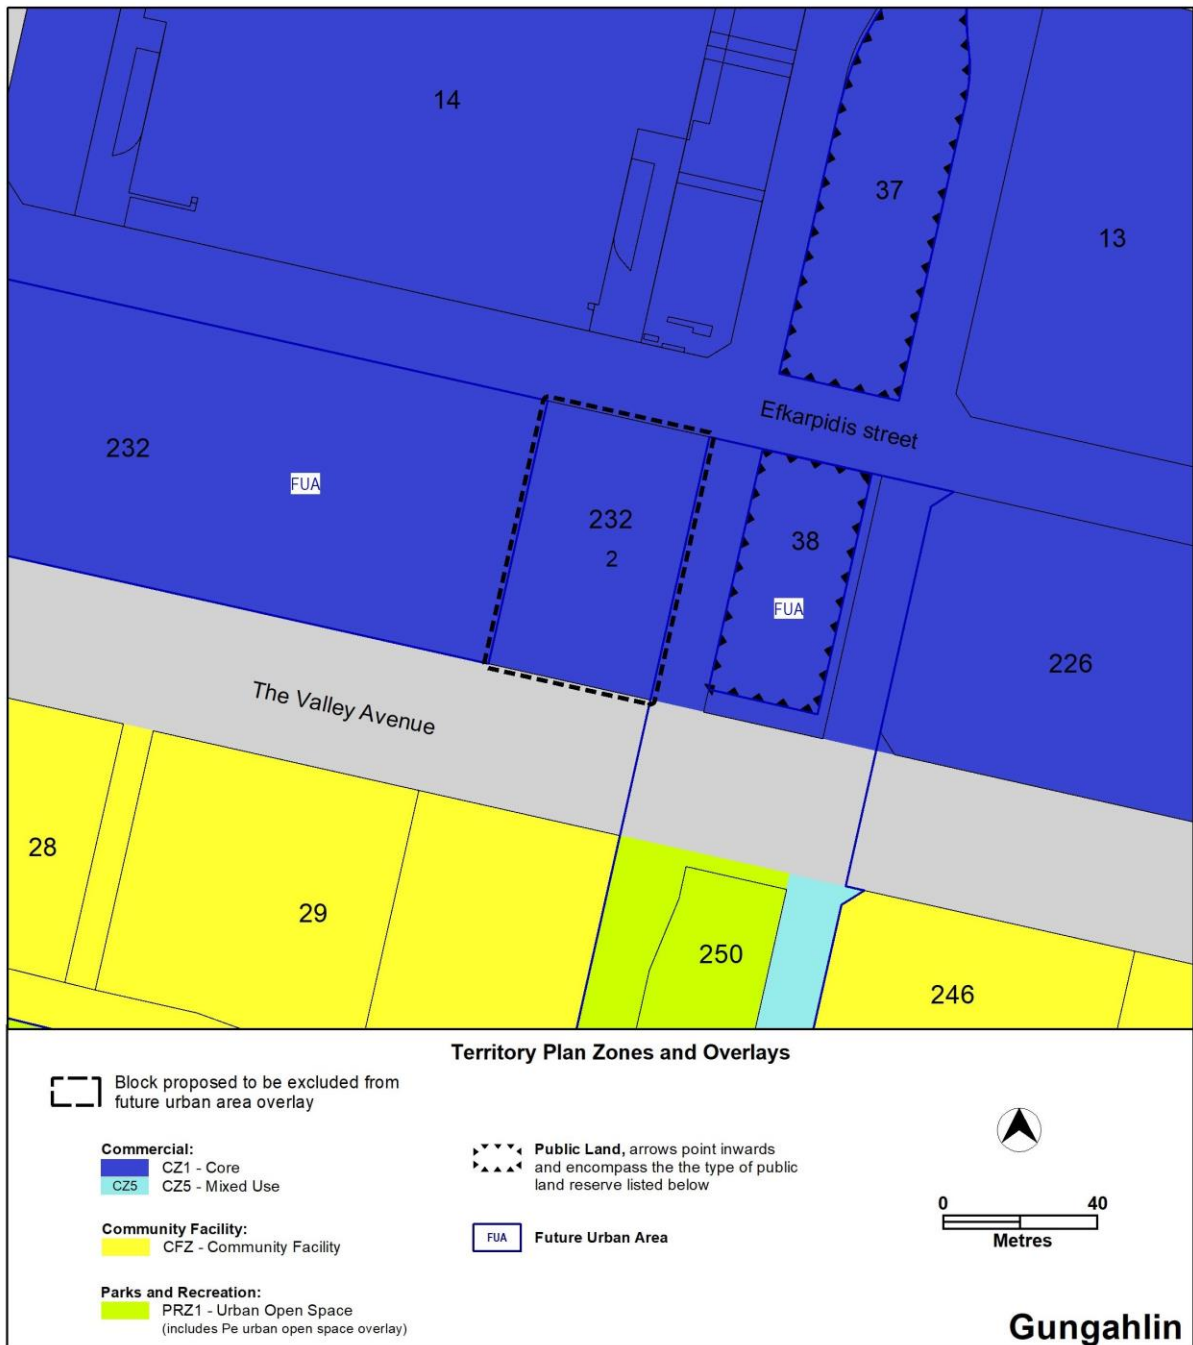 14
37
13
Efkarpidis street
232
FUA
232
2
38
FUA
226
The Valley Avenue
28
29
250
246
Territory Plan Zones and Overlays
Block proposed to be excluded from
future urban area overlay
Commercial:
CZ1 - Core
CZ5 CZ5 - Mixed Use
Community Facility:
CFZ - Community Facility
Parks and Recreation:
PRZ1 - Urban Open Space
(includes Pe urban open space overlay)
Public Land, arrows point inwards
and encompass the the type of public
land reserve listed below
FUA Future Urban Area
0 40
Metres
Gungahlin